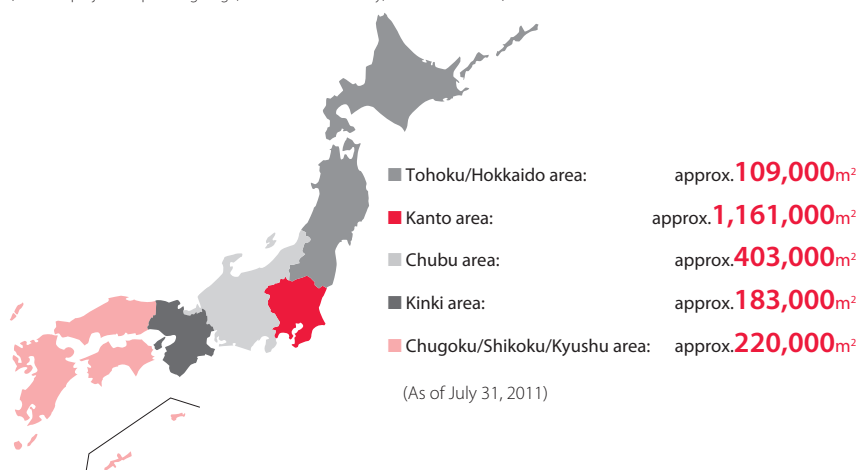 Tohoku/Hokkaido area: approx.109,000m²
Kanto area: approx.1,161,000m²
Chubu area: approx.403,000m²
Kinki area: approx.183,000m²
Chugoku/Shikoku/Kyushu area: approx.220,000m²
(As of July 31, 2011)